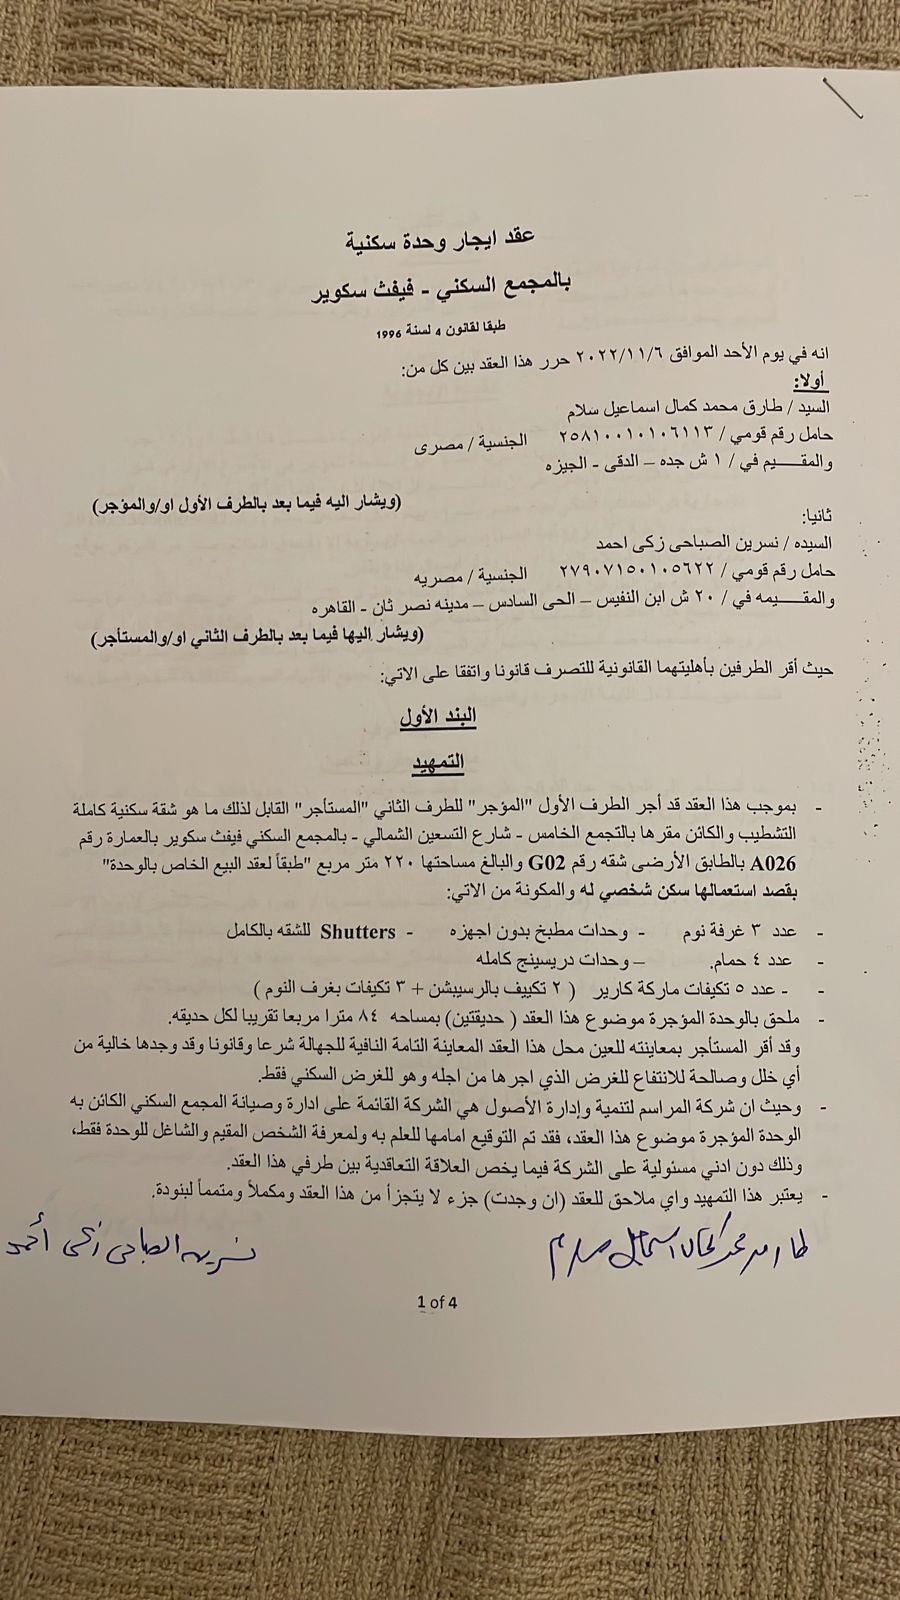 عقد ايجار وحدة سكنية
بالمجمع السكني - فيفث سكوير
طبقا لقانون 4 لسنة 1996
انه في يوم الأحد الموافق ٢٠٢٢/١١/٦ حرر هذا العقد بين كل من:
أولا:
السيد / طارق محمد كمال اسماعيل سلام
حامل رقم قومي / ٢٥٨١٠٠١٠١٠٦١١٣ الجنسية / مصرى
والمقيـــــم في / ١ ش جده – الدقى - الجيزه
(ويشار اليه فيما بعد بالطرف الأول او/والمؤجر)
ثانيا:
السيده / نسرين الصباحى زكى احمد
حامل رقم قومي / ٢٧٩٠٧١٥٠١٠٥٦٢٢ الجنسية / مصريه
والمقيـــــمه في / ٢٠ ش ابن النفيس – الحى السادس – مدينه نصر ثان - القاهره
(ويشار اليها فيما بعد بالطرف الثاني او/والمستأجر)
حيث أقر الطرفين بأهليتهما القانونية للتصرف قانونا واتفقا على الاتي:
البند الأول
التمهيد
- بموجب هذا العقد قد أجر الطرف الأول "المؤجر" للطرف الثاني "المستأجر" القابل لذلك ما هو شقة سكنية كاملة
التشطيب والكائن مقرها بالتجمع الخامس - شارع التسعين الشمالي - بالمجمع السكني فيفث سكوير بالعمارة رقم
A026 بالطابق الأرضى شقه رقم G02 والبالغ مساحتها ٢٢٠ متر مربع "طبقاً لعقد البيع الخاص بالوحدة"
بقصد استعمالها سكن شخصي له والمكونة من الاتي:
- عدد ٣ غرفة نوم - وحدات مطبخ بدون اجهزه - Shutters للشقه بالكامل
- عدد ٤ حمام. – وحدات دريسينج كامله
- - عدد ٥ تكيفات ماركة كارير ( ٢ تكييف بالرسيبشن + ٣ تكيفات بغرف النوم )
- ملحق بالوحدة المؤجرة موضوع هذا العقد ( حديقتين) بمساحه ٨٤ مترا مربعا تقريبا لكل حديقه.
وقد أقر المستأجر بمعاينته للعين محل هذا العقد المعاينة التامة النافية للجهالة شرعا وقانونا وقد وجدها خالية من
أي خلل وصالحة للانتفاع للغرض الذي اجرها من اجله وهو للغرض السكني فقط.
- وحيث ان شركة المراسم لتنمية وإدارة الأصول هي الشركة القائمة على ادارة وصيانة المجمع السكني الكائن به
الوحدة المؤجرة موضوع هذا العقد، فقد تم التوقيع امامها للعلم به ولمعرفة الشخص المقيم والشاغل للوحدة فقط،
وذلك دون ادني مسئولية على الشركة فيما يخص العلاقة التعاقدية بين طرفي هذا العقد.
- يعتبر هذا التمهيد واي ملاحق للعقد (ان وجدت) جزء لا يتجزأ من هذا العقد ومكملاً ومتمماً لبنودة.
طارق محمد كمال اسماعيل سلام
نسرين الصباحى زكى أحمد
1 of 4